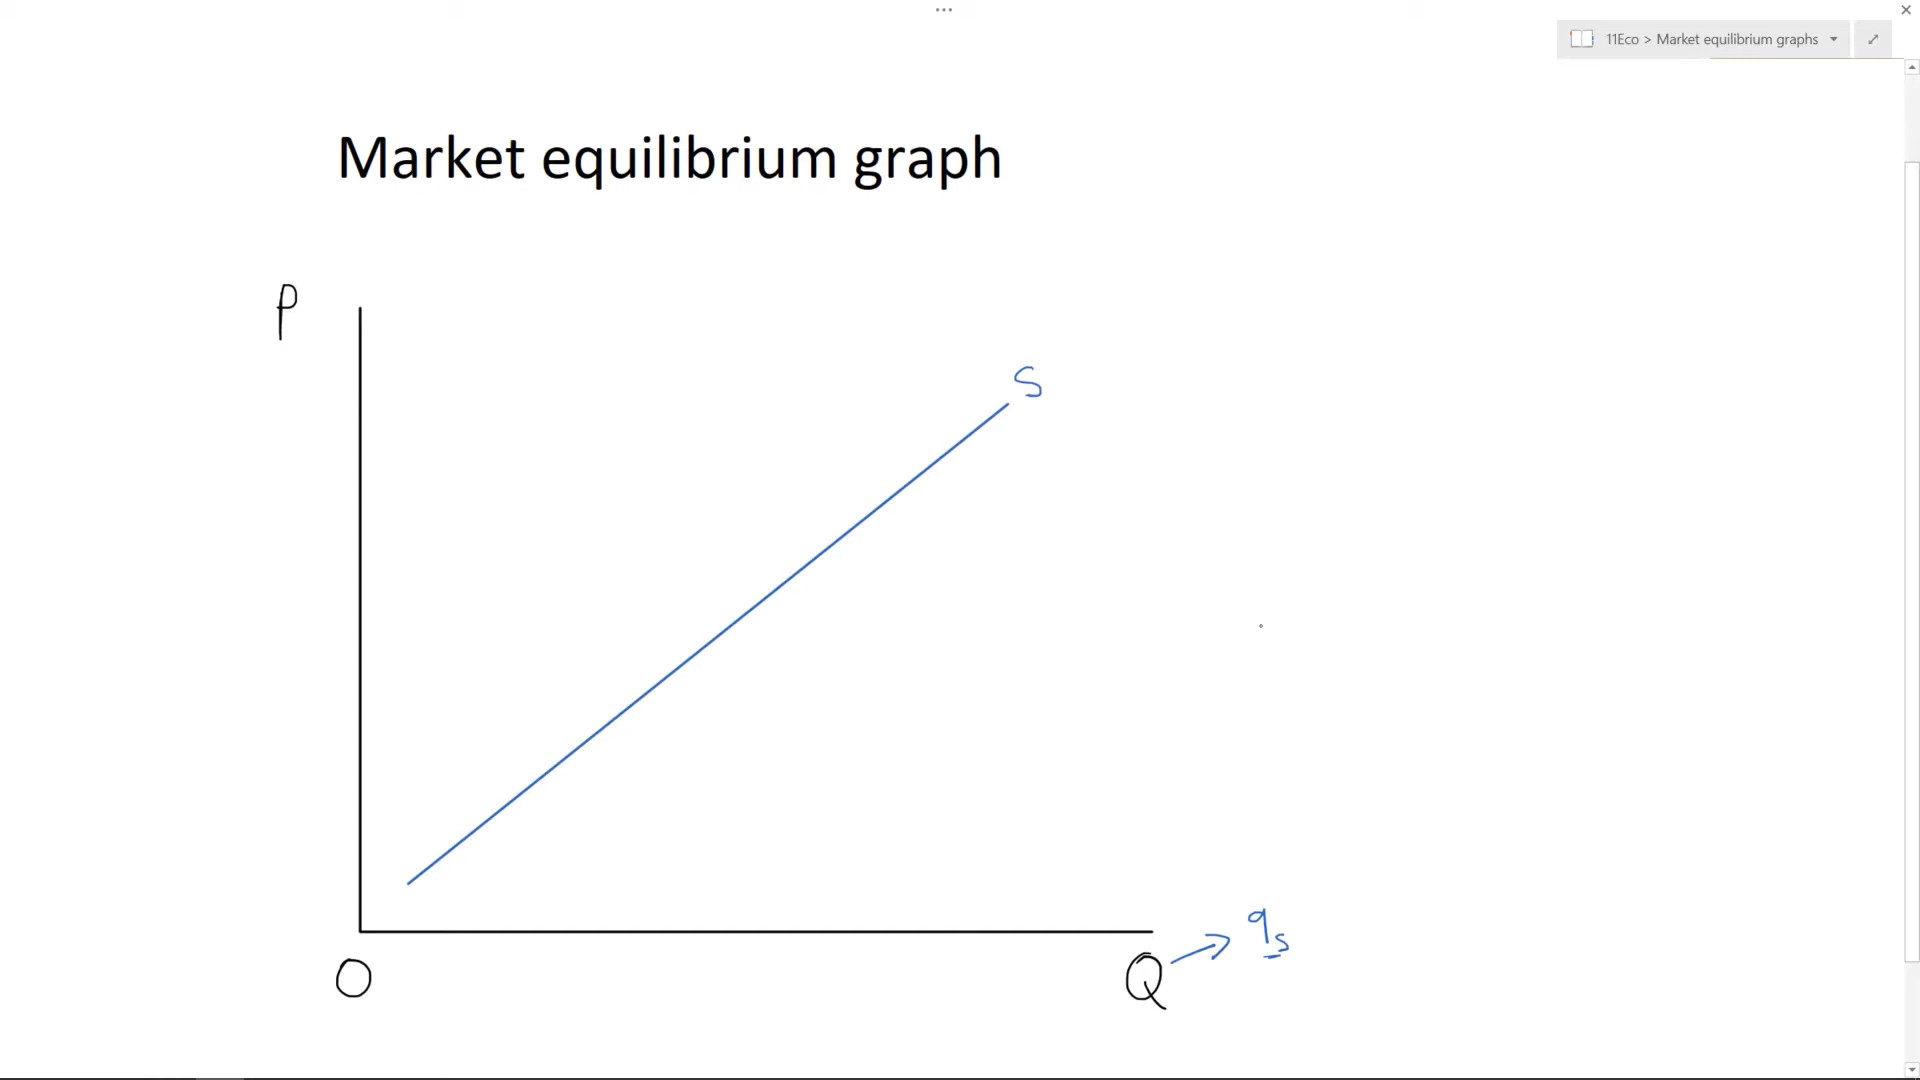 11Eco > Market equilibrium graphs
Market equilibrium graph
P
S
O
Q
qs